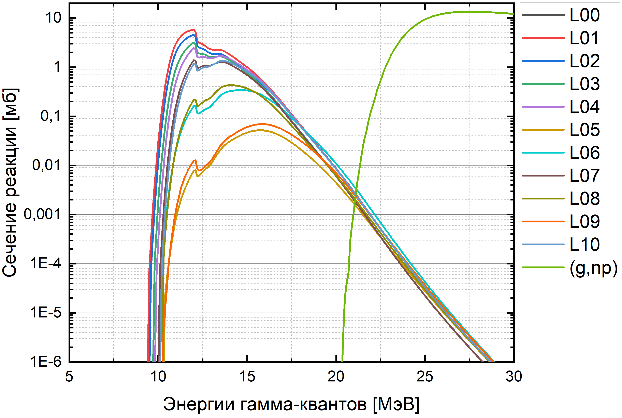 10
1
0,1
0,01
0,001
1E-4
1E-5
1E-6
5
10
15
20
25
30
Сечение реакции [мб]
Энергии гамма-квантов [МэВ]
L00
L01
L02
L03
L04
L05
L06
L07
L08
L09
L10
(g,np)